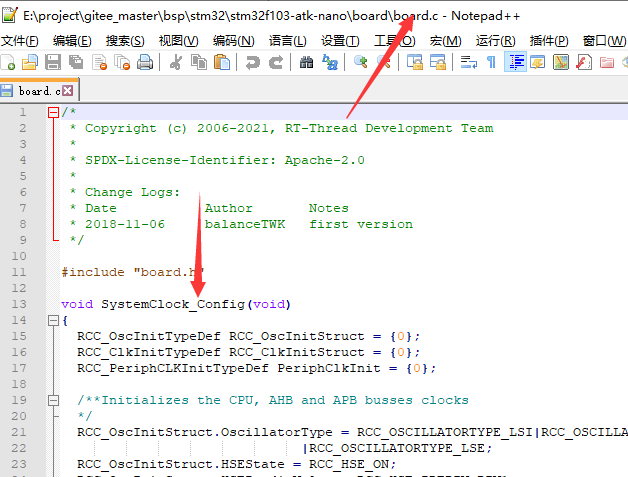 E:\project\gitee_master\bsp\stm32\stm32f103-atk-nano\board\board.c - Notepad++
文件(F) 编辑(E) 搜索(S) 视图(V) 编码(N) 语言(L) 设置(T) 工具(O) 宏(M) 运行(R) 插件(P) 窗口(W)
board.c
1 /*
2 * Copyright (c) 2006-2021, RT-Thread Development Team
3 *
4 * SPDX-License-Identifier: Apache-2.0
5 *
6 * Change Logs:
7 * Date Author Notes
8 * 2018-11-06 balanceTWK first version
9 */
10
11 #include "board.h"
12
13 void SystemClock_Config(void)
14 {
15 RCC_OscInitTypeDef RCC_OscInitStruct = {0};
16 RCC_ClkInitTypeDef RCC_ClkInitStruct = {0};
17 RCC_PeriphCLKInitTypeDef PeriphClkInit = {0};
18
19 /**Initializes the CPU, AHB and APB busses clocks
20 */
21 RCC_OscInitStruct.OscillatorType = RCC_OSCILLATORTYPE_LSI|RCC_OSCILLA
22 |RCC_OSCILLATORTYPE_LSE;
23 RCC_OscInitStruct.HSEState = RCC_HSE_ON;